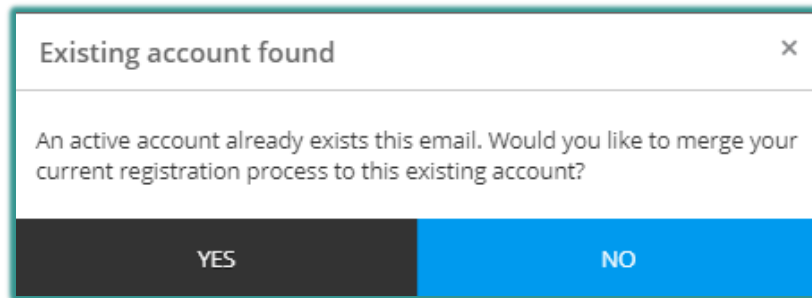 Existing account found ×
An active account already exists this email. Would you like to merge your
current registration process to this existing account?
YES NO